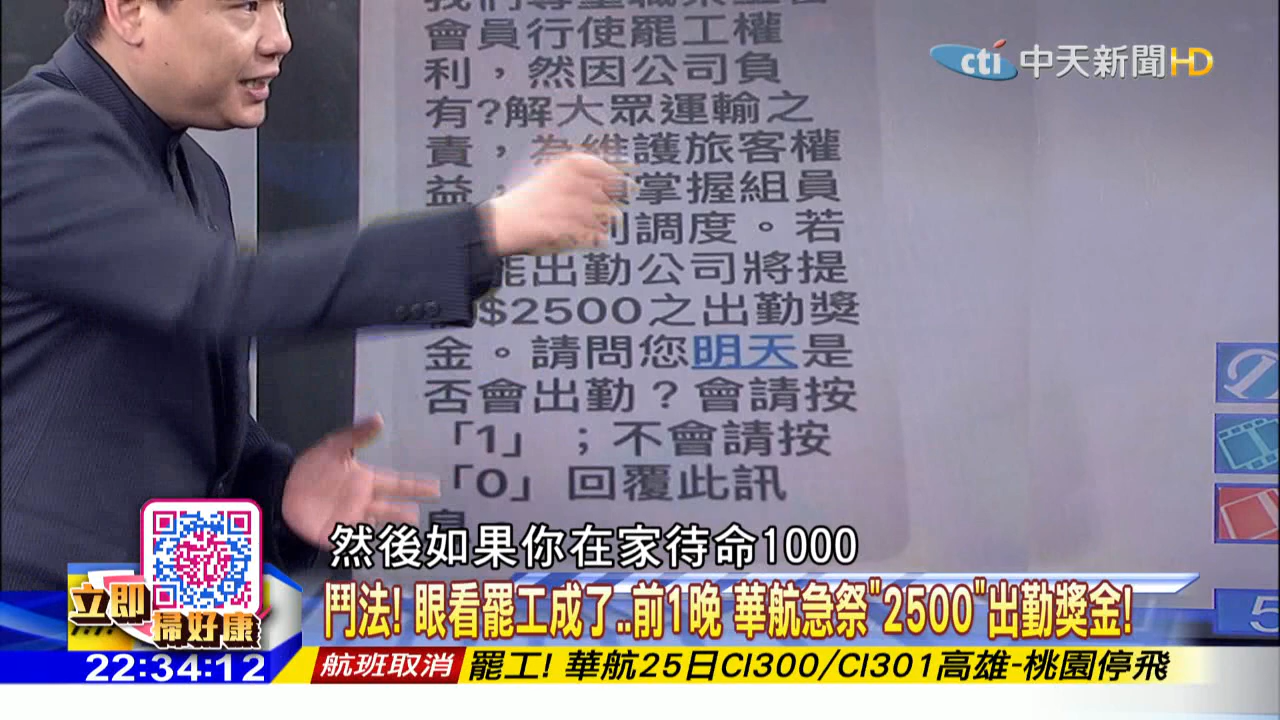 會員行使罷工權
利，然因公司負
有?解大眾運輸之
責，為維護旅客權
益，掌握組員
調度。若
出勤公司將提
$2500之出勤獎
金。請問您明天是
否會出勤？會請按
「1」；不會請按
「0」回覆此訊
cti 中天新聞HD
然後如果你在家待命1000
鬥法! 眼看罷工成了..前1晚 華航急祭"2500"出勤獎金!
立即
掃好康
22:34:12
航班取消 罷工! 華航25日CI300/CI301高雄-桃園停飛
5